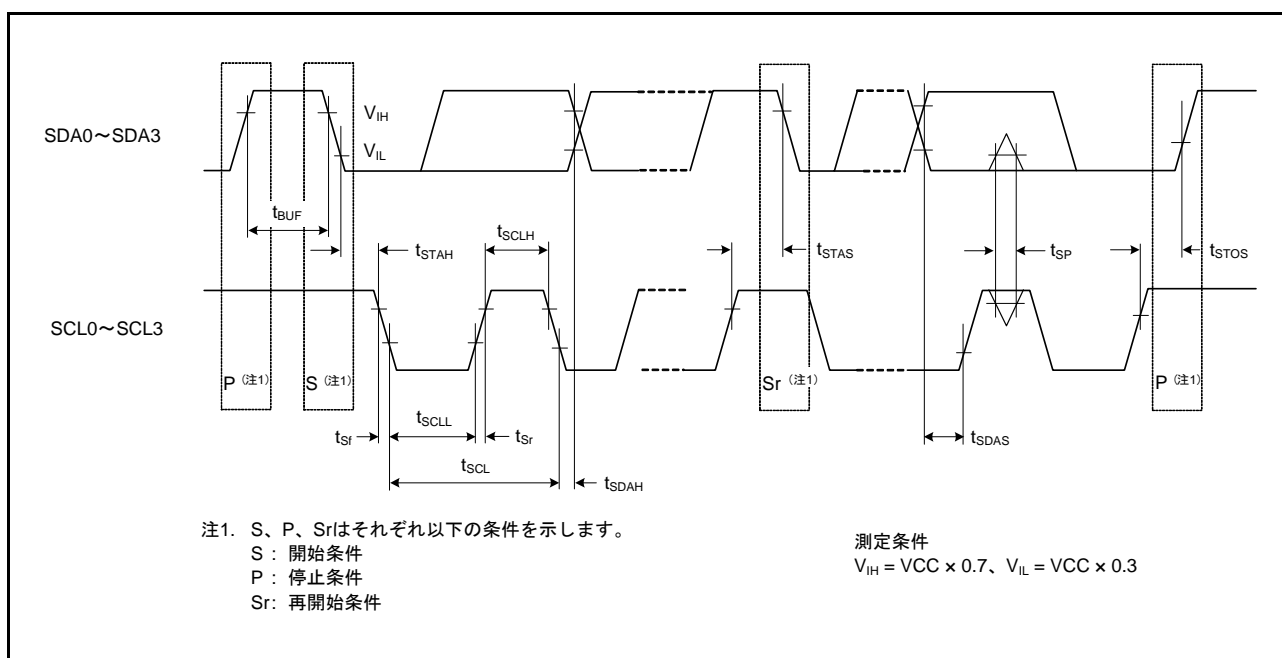 SDA0～SDA3
VIH
VIL
tBUF
tSTAH
tSCLH
tSTAS
tSP
tSTOS
SCL0～SCL3
P（注1）
S（注1）
Sr（注1）
P（注1）
tSf
tSCLL
tSr
tSDAS
tSCL
tSDAH
注1. S、P、Srはそれぞれ以下の条件を示します。
S : 開始条件
P : 停止条件
Sr: 再開始条件
測定条件
VIH = VCC × 0.7、VIL = VCC × 0.3